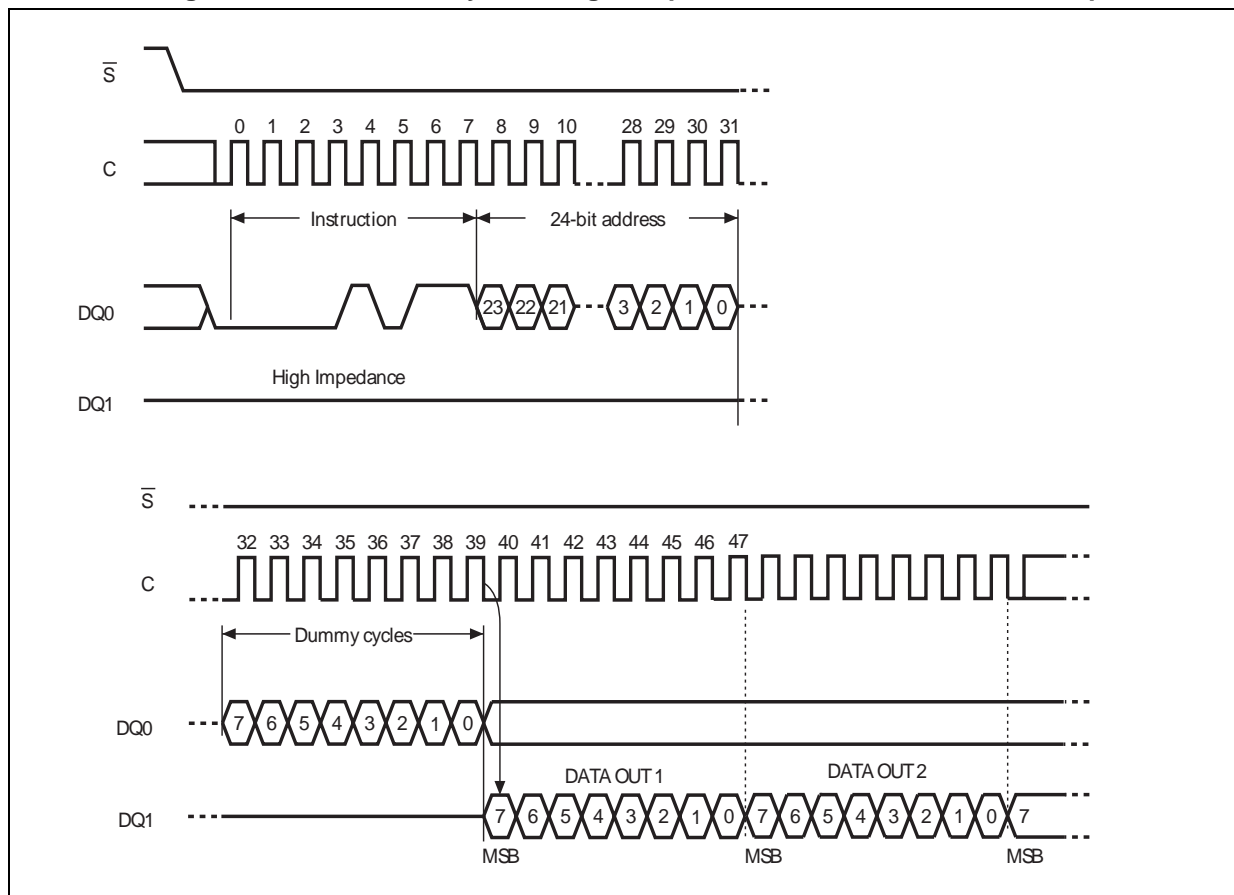 S
0 1 2 3 4 5 6 7 8 9 10 28 29 30 31
C
Instruction 24-bit address
DQ0 23 22 21 3 2 1 0
High Impedance
DQ1
S
32 33 34 35 36 37 38 39 40 41 42 43 44 45 46 47
C
Dummy cycles
DQ0 7 6 5 4 3 2 1 0
DATA OUT 1 DATA OUT 2
DQ1 7 6 5 4 3 2 1 0 7 6 5 4 3 2 1 0 7
MSB MSB MSB